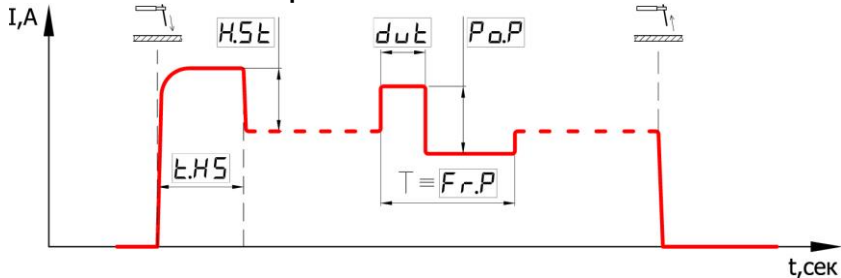 I,A
H.St
dut
Po.P
t.HS
T ≡ Fr.P
t,сек